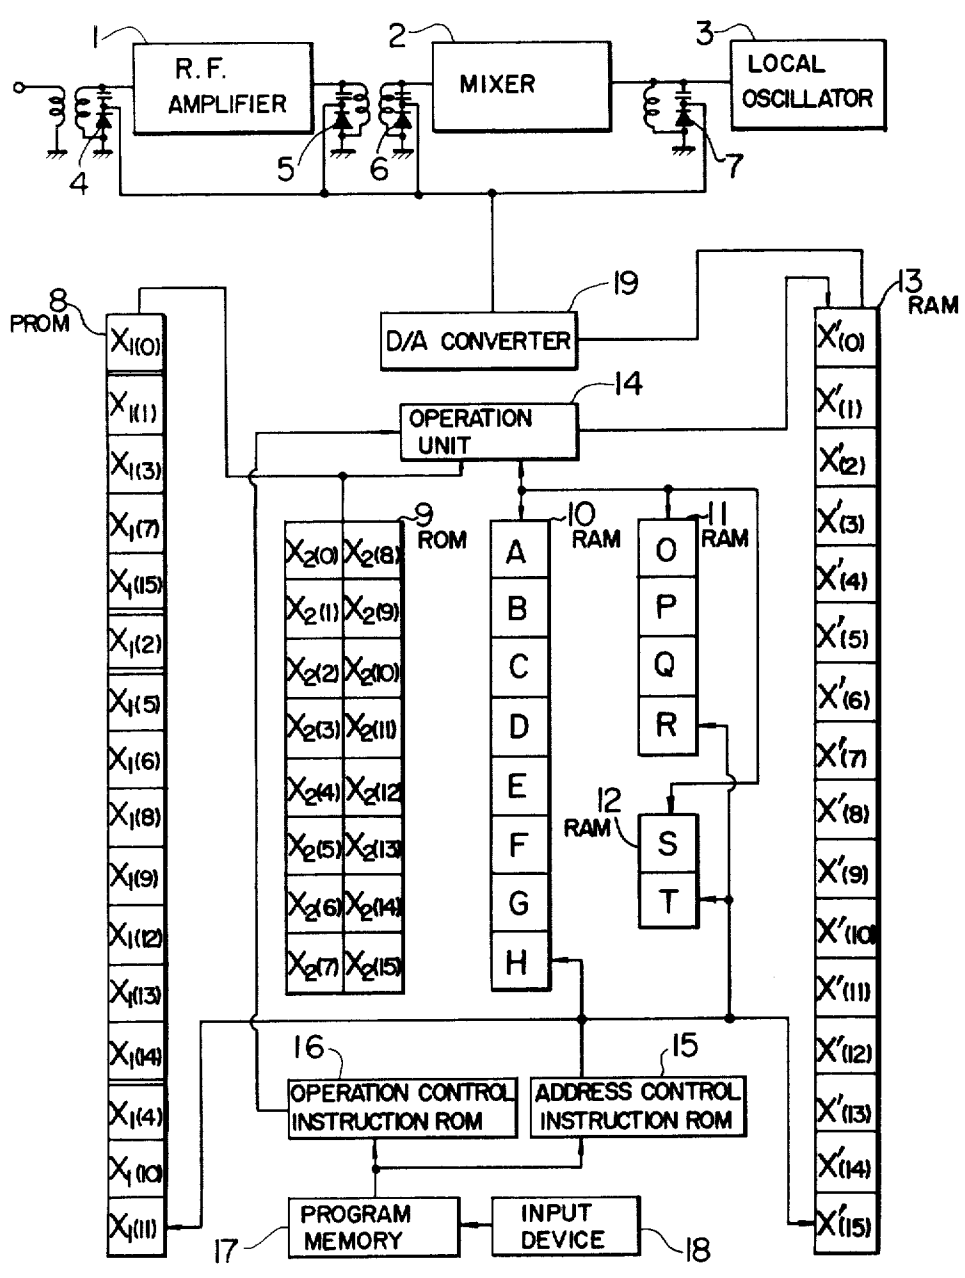 1
2
3
R.F.
AMPLIFIER
MIXER
LOCAL
OSCILLATOR
4
5
6
7
8
PROM
19
D/A CONVERTER
13
RAM
14
OPERATION
UNIT
X1(0)
X1(1)
X1(3)
X1(7)
X1(15)
X1(2)
X1(5)
X1(6)
X1(8)
X1(9)
X1(12)
X1(13)
X1(14)
X1(4)
X1(10)
X1(11)
9
ROM
X2(0) X2(8)
X2(1) X2(9)
X2(2) X2(10)
X2(3) X2(11)
X2(4) X2(12)
X2(5) X2(13)
X2(6) X2(14)
X2(7) X2(15)
10
RAM
A
B
C
D
E
F
G
H
11
RAM
O
P
Q
R
12
RAM
S
T
X'(0)
X'(1)
X'(2)
X'(3)
X'(4)
X'(5)
X'(6)
X'(7)
X'(8)
X'(9)
X'(10)
X'(11)
X'(12)
X'(13)
X'(14)
X'(15)
16
OPERATION CONTROL
INSTRUCTION ROM
15
ADDRESS CONTROL
INSTRUCTION ROM
17
PROGRAM
MEMORY
INPUT
DEVICE
18